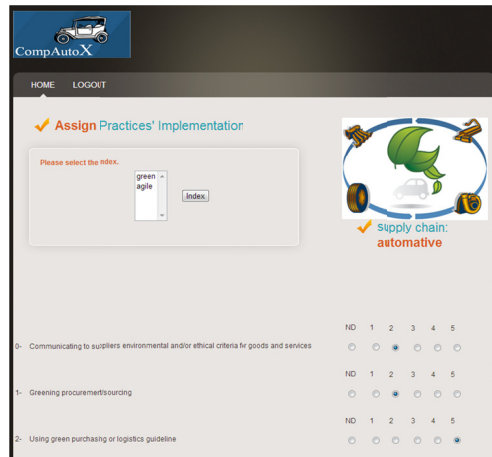 CompAutoX
HOME LOGOUT
Assign Practices' Implementation
Please select the ndex.
green
agile
Index
Supply chain:
automative
ND 1 2 3 4 5
0- Communicating to suppliers environmental and/or ethical criteria for goods and services
ND 1 2 3 4 5
1- Greening procurement/sourcing
ND 1 2 3 4 5
2- Using green purchasing or logistics guideline